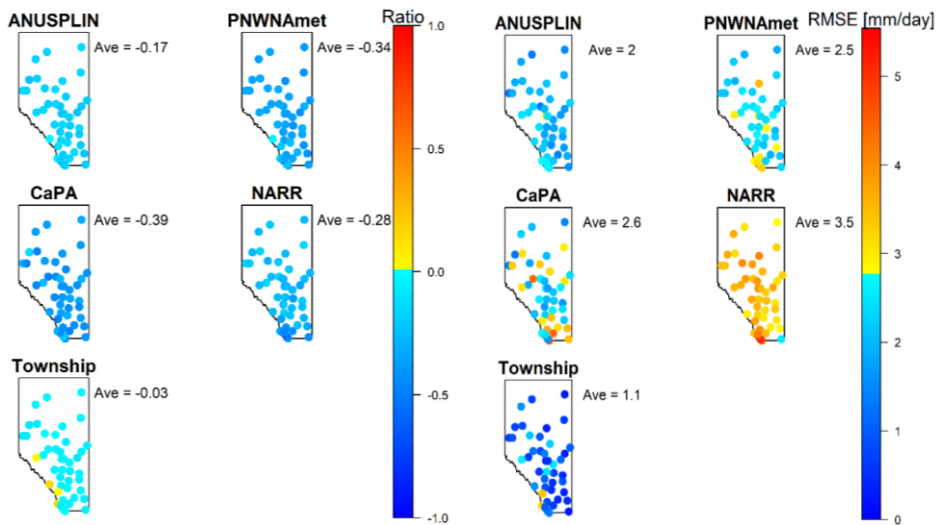 ANUSPLIN
Ave = -0.17
PNWNAmet
Ave = -0.34
CaPA
Ave = -0.39
NARR
Ave = -0.28
Township
Ave = -0.03
Ratio
1.0
0.5
0.0
-0.5
-1.0
ANUSPLIN
Ave = 2
PNWNAmet
Ave = 2.5
CaPA
Ave = 2.6
NARR
Ave = 3.5
Township
Ave = 1.1
RMSE [mm/day]
5
4
3
2
1
0